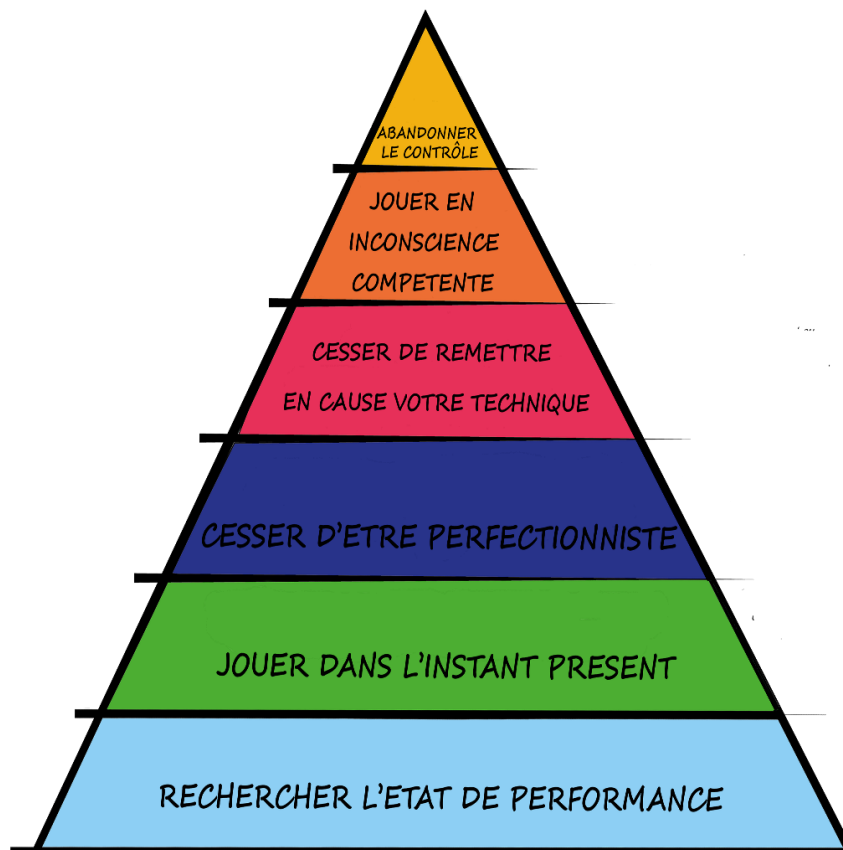 ABANDONNER
LE CONTRÔLE
JOUER EN
INCONSCIENCE
COMPETENTE
CESSER DE REMETTRE
EN CAUSE VOTRE TECHNIQUE
CESSER D'ETRE PERFECTIONNISTE
JOUER DANS L'INSTANT PRESENT
RECHERCHER L'ETAT DE PERFORMANCE